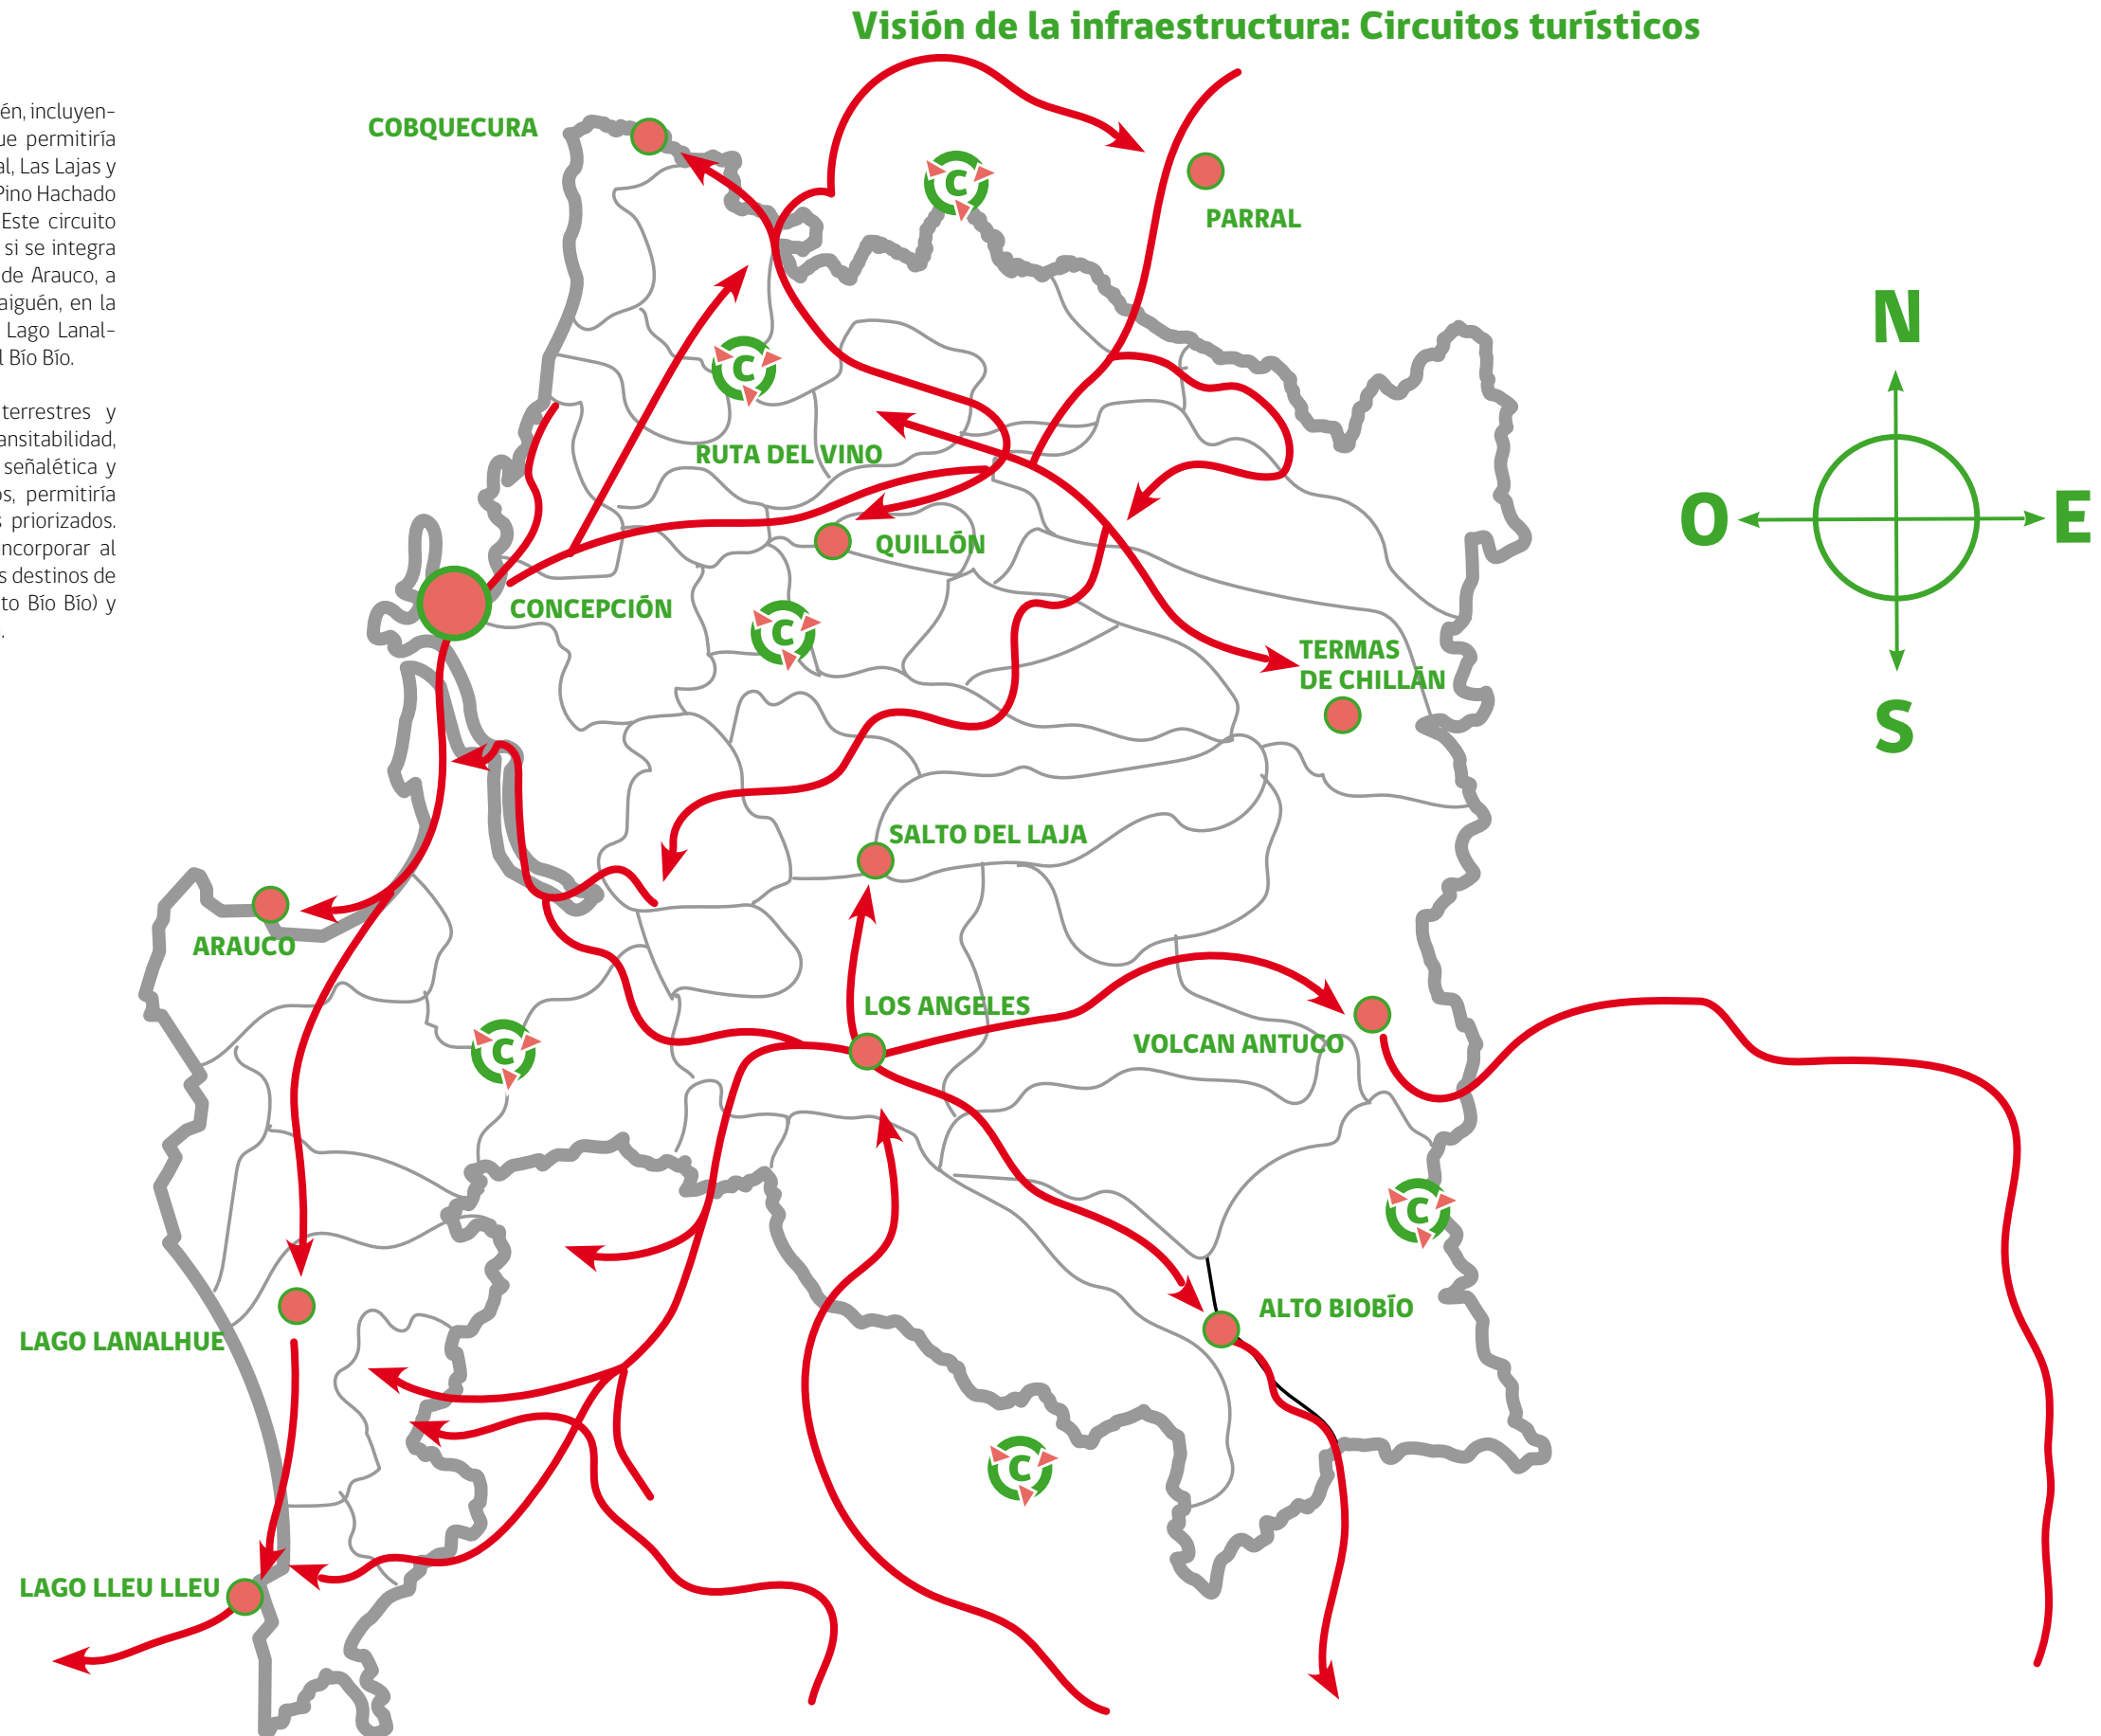 Visión de la infraestructura: Circuitos turísticos
én, incluyen-
ue permitiría
al, Las Lajas y
Pino Hachado
Este circuito
si se integra
de Arauco, a
aiguén, en la
Lago Lanal-
l Bío Bío.
terrestres y
ansitabilidad,
señalética y
os, permitiría
s priorizados.
incorporar al
s destinos de
to Bío Bío) y
COBQUECURA
PARRAL
N
C
C
RUTA DEL VINO
O
E
QUILLÓN
CONCEPCIÓN
C
TERMAS
DE CHILLÁN
S
SALTO DEL LAJA
ARAUCO
LOS ANGELES
VOLCAN ANTUCO
C
C
ALTO BIOBÍO
LAGO LANALHUE
C
LAGO LLEU LLEU